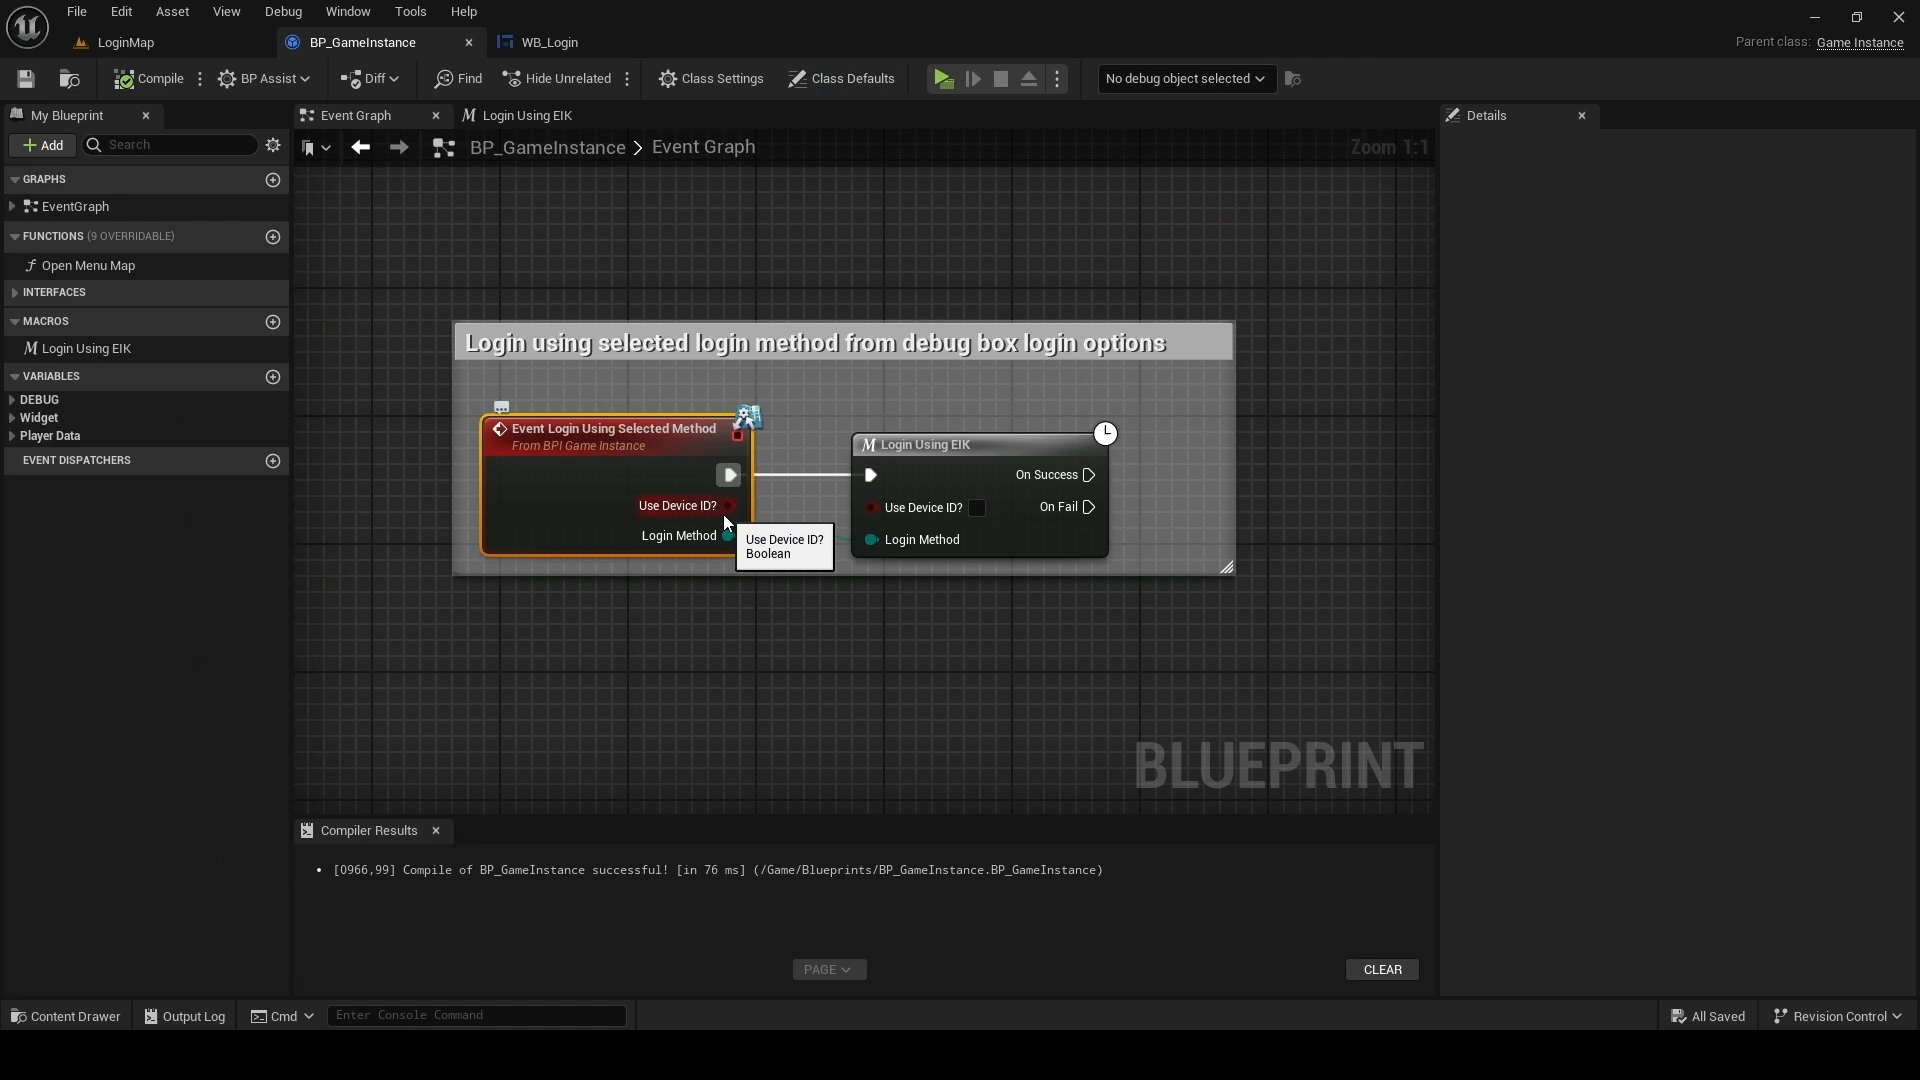 File Edit Asset View Debug Window Tools Help
LoginMap BP_GameInstance WB_Login
Parent class: Game Instance
Compile BP Assist Diff Find Hide Unrelated Class Settings Class Defaults No debug object selected
My Blueprint Event Graph Login Using EIK Details
Add Search
BP_GameInstance > Event Graph Zoom 1:1
GRAPHS
EventGraph
FUNCTIONS (9 OVERRIDABLE)
Open Menu Map
INTERFACES
MACROS
Login Using EIK
VARIABLES
DEBUG
Widget
Player Data
EVENT DISPATCHERS
Login using selected login method from debug box login options
Event Login Using Selected Method
From BPI Game Instance
Use Device ID?
Login Method
Use Device ID?
Boolean
Login Using EIK
On Success
Use Device ID? On Fail
Login Method
BLUEPRINT
Compiler Results
• [0966,99] Compile of BP_GameInstance successful! [in 76 ms] (/Game/Blueprints/BP_GameInstance.BP_GameInstance)
PAGE CLEAR
Content Drawer Output Log Cmd Enter Console Command All Saved Revision Control